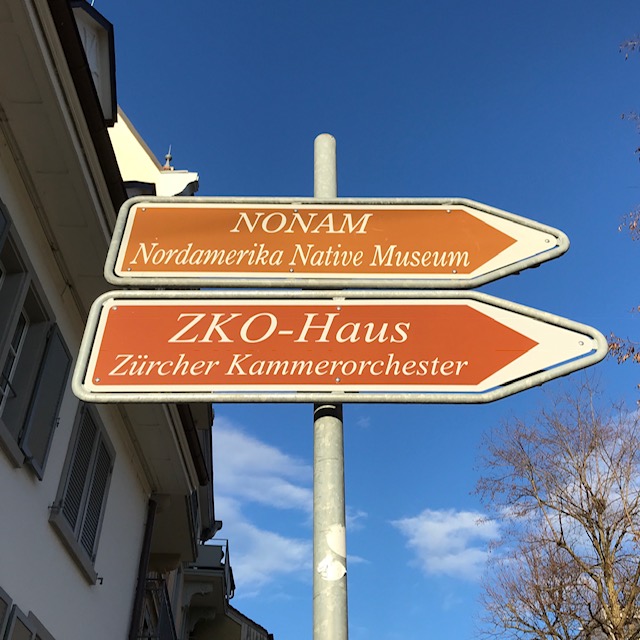 NONAM
Nordamerika Native Museum
ZKO-Haus
Zürcher Kammerorchester